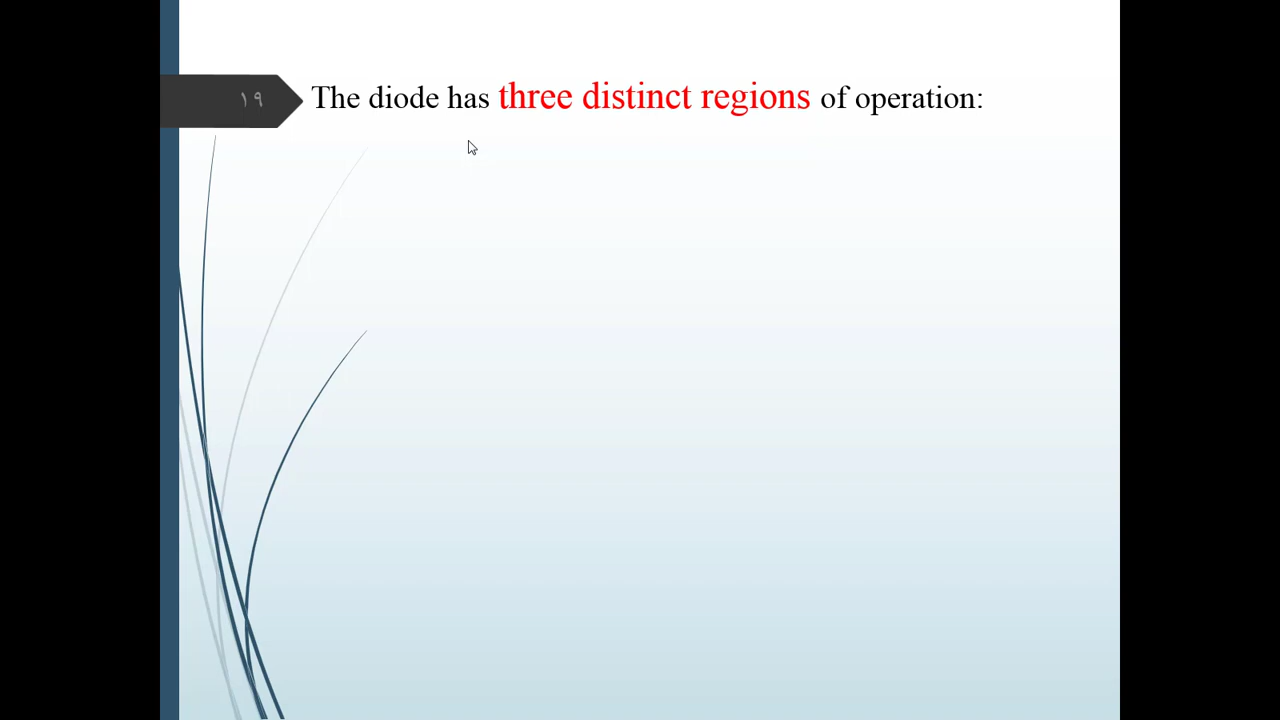 ١٩
The diode has three distinct regions of operation: